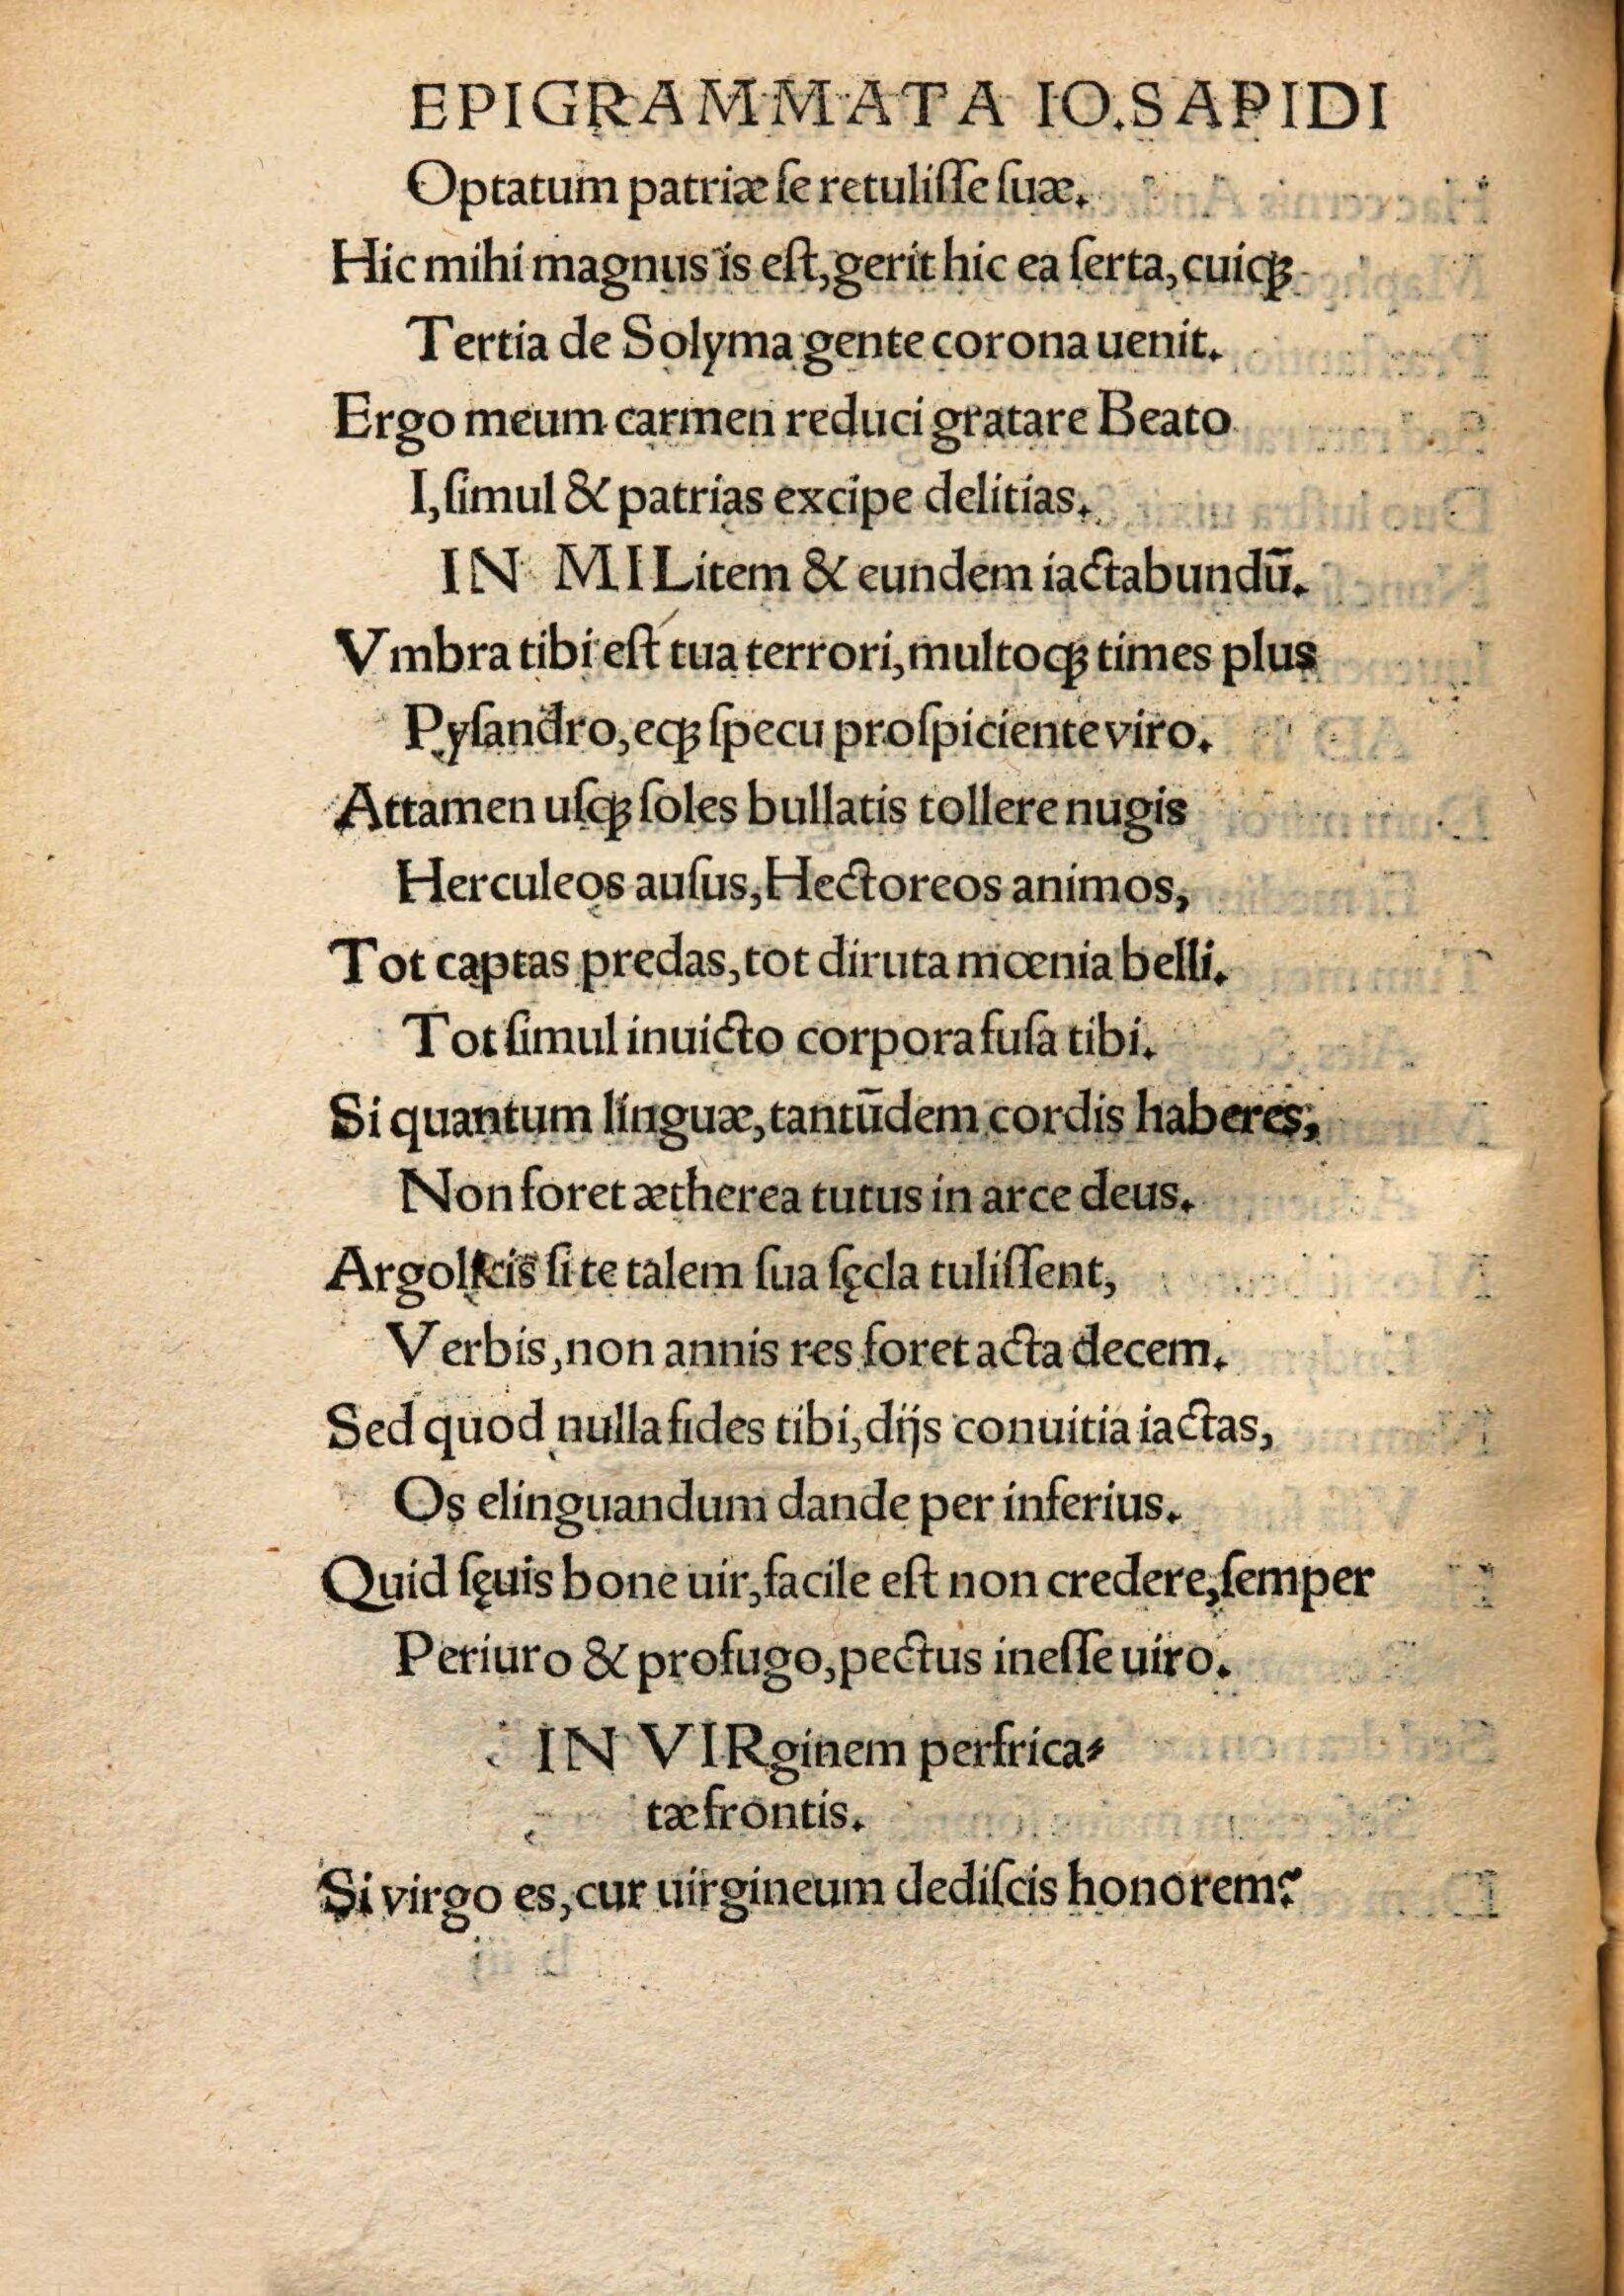 EPIGRAMMATA IO.SAPIDI
Optatum patriæ ſe retuliſſe ſuæ.
Hic mihi magnus is eſt, gerit hic ea ſerta, cuiqꝫ
Tertia de Solyma gente corona uenit.
Ergo meum carmen reduci gratare Beato
I, ſimul & patrias excipe delitias.
IN MILitem & eundem iactabundū.
Vmbra tibi eſt tua terrori, multoqꝫ times plus
Pyſandro, eqꝫ ſpecu proſpiciente viro.
Attamen uſqꝫ ſoles bullatis tollere nugis
Herculeos auſus, Hectoreos animos,
Tot captas predas, tot diruta mœnia belli.
Tot ſimul inuicto corpora fuſa tibi.
Si quantum linguæ, tantūdem cordis haberes,
Non foret ætherea tutus in arce deus.
Argolicis ſi te talem ſua ſęcla tuliſſent,
Verbis, non annis res foret acta decem.
Sed quod nulla fides tibi, dijs conuitia iactas,
Os elinguandum dande per inferius.
Quid ſęuis bone uir, facile eſt non credere, ſemper
Periuro & profugo, pectus ineſſe uiro.
IN VIRginem perfrica⸗
tæ frontis.
Si virgo es, cur uirgineum dediſcis honorem?